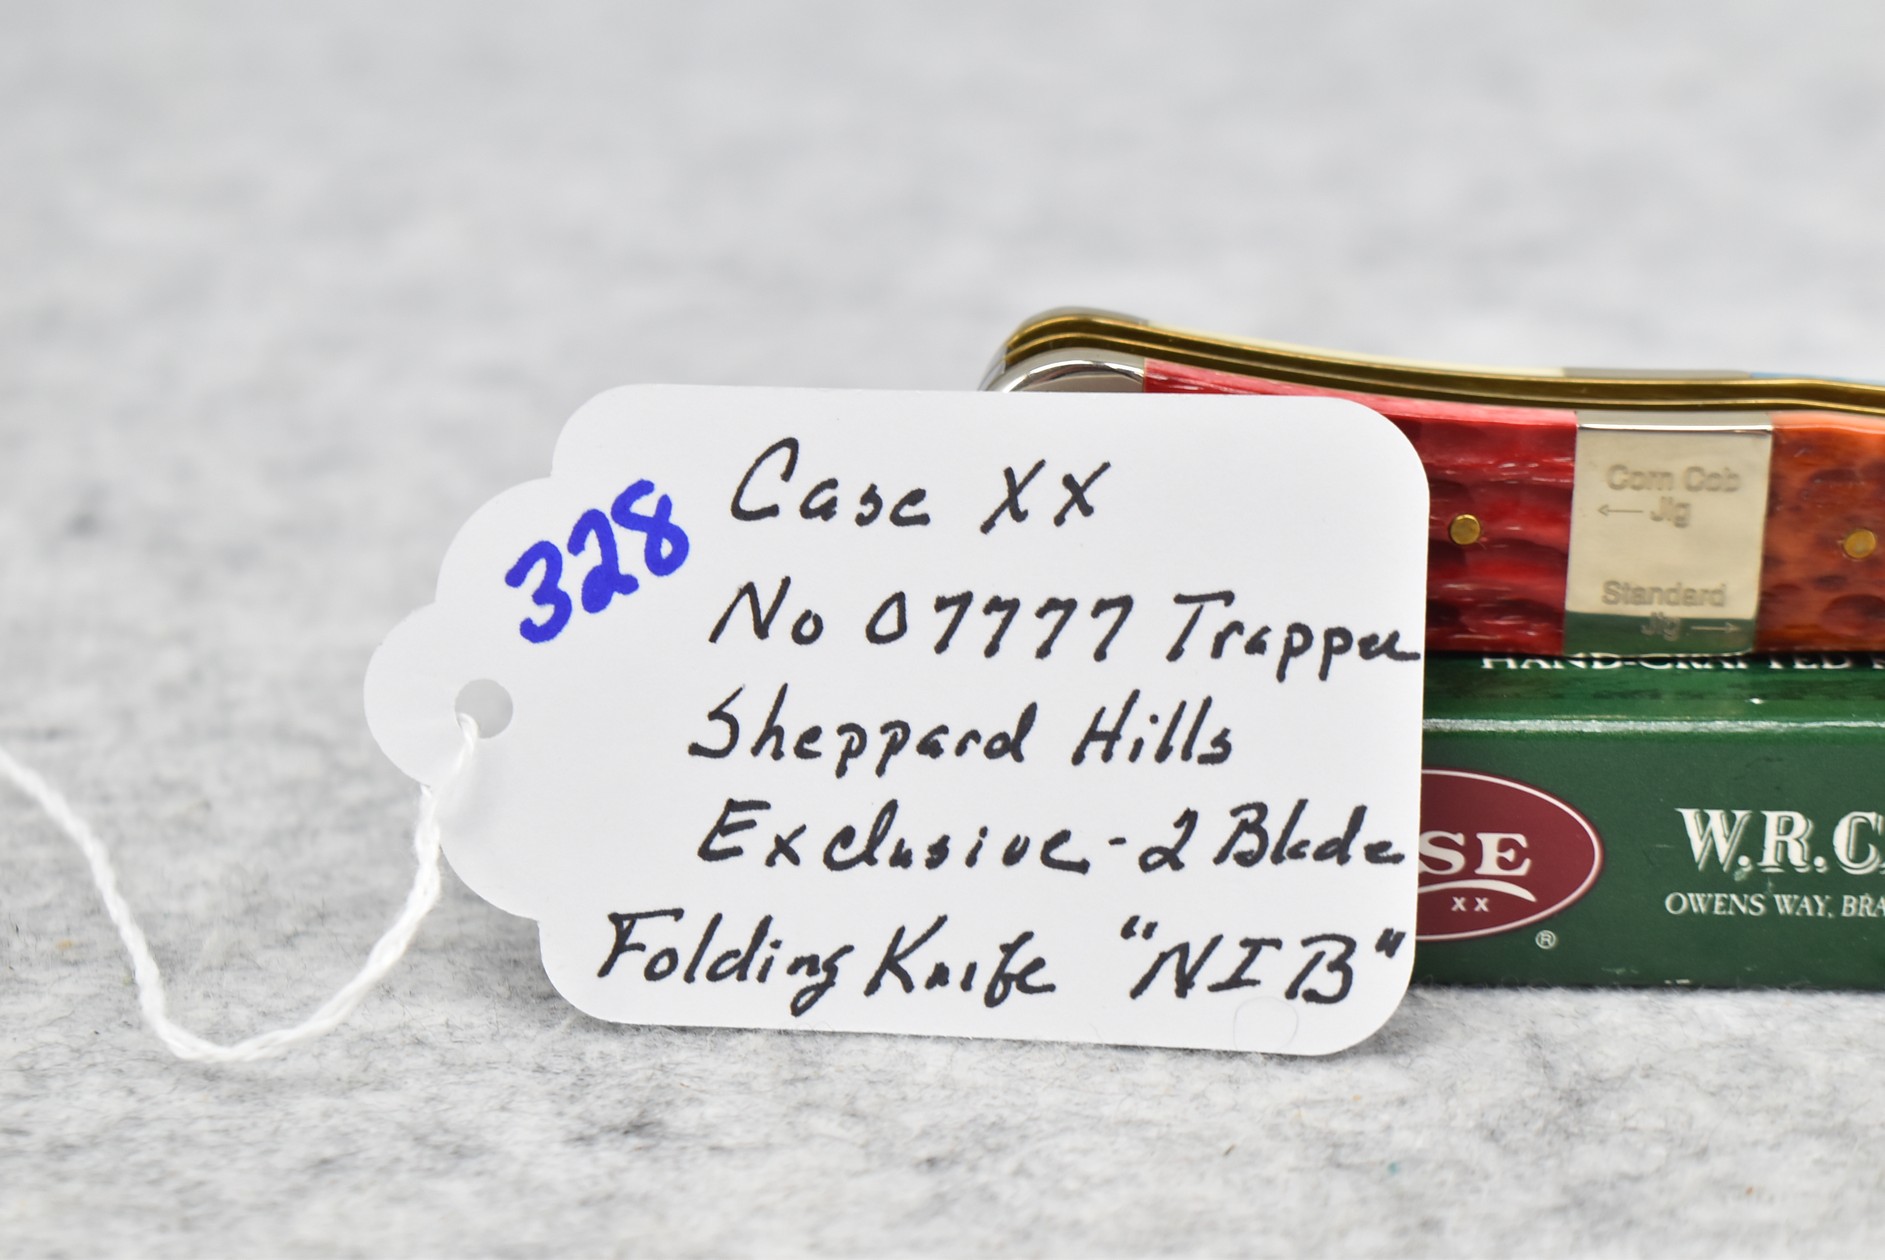 328
Case XX
No 07777 Trapper
Sheppard Hills
Exclusive - 2 Blade
Folding Knife "NIB"
Corn Cob
← Jig
Standard
Jig →
HAND-CRAFTED
SE
XX
®
W.R.C
OWENS WAY, BRA